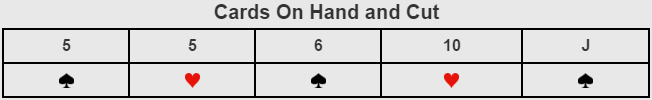 Cards On Hand and Cut
5 5 6 10 J
♠ ♥ ♠ ♥ ♠